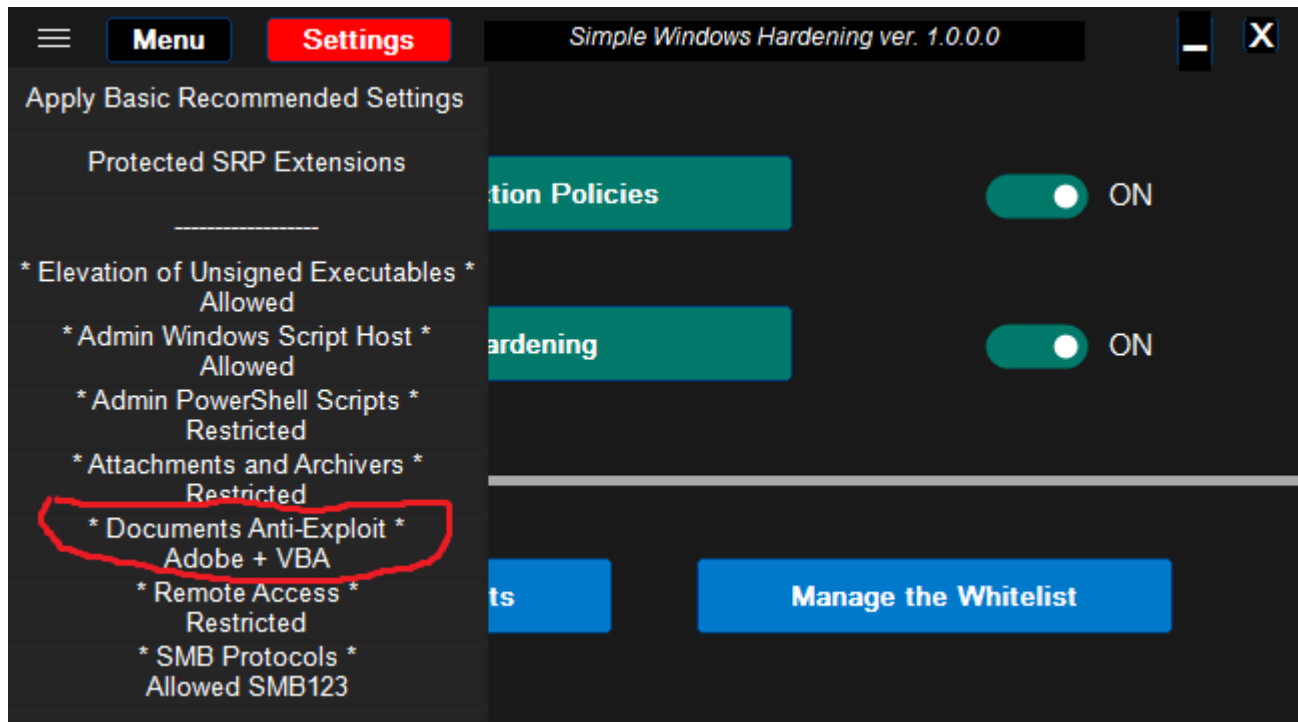 Menu
Settings
Simple Windows Hardening ver. 1.0.0.0
_
X
Apply Basic Recommended Settings
Protected SRP Extensions
------------------
* Elevation of Unsigned Executables *
Allowed
* Admin Windows Script Host *
Allowed
* Admin PowerShell Scripts *
Restricted
* Attachments and Archivers *
Restricted
* Documents Anti-Exploit *
Adobe + VBA
* Remote Access *
Restricted
* SMB Protocols *
Allowed SMB123
tion Policies
ON
ardening
ON
ts
Manage the Whitelist